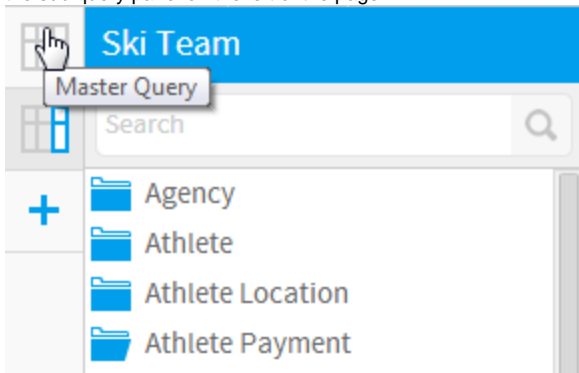 Ski Team
Master Query
Search
Agency
Athlete
Athlete Location
Athlete Payment